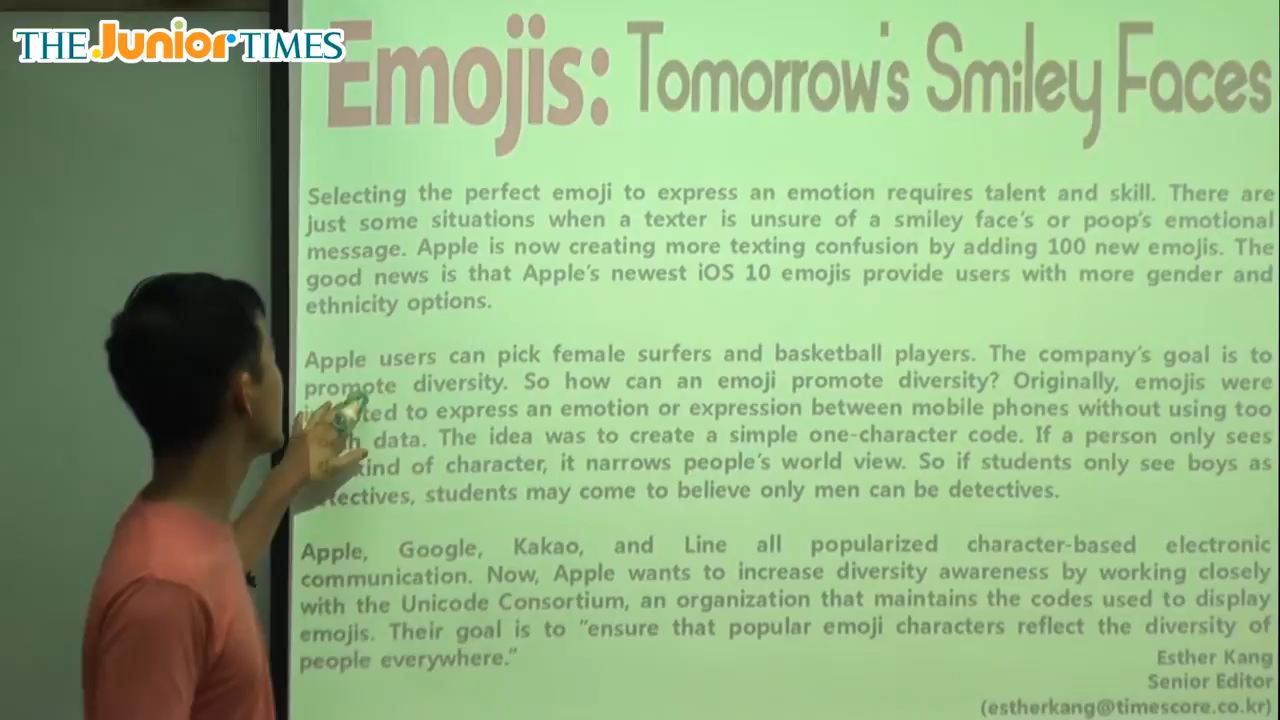 THE Junior TIMES
Emojis: Tomorrow's Smiley Faces
Selecting the perfect emoji to express an emotion requires talent and skill. There are
just some situations when a texter is unsure of a smiley face's or poop's emotional
message. Apple is now creating more texting confusion by adding 100 new emojis. The
good news is that Apple's newest iOS 10 emojis provide users with more gender and
ethnicity options.
Apple users can pick female surfers and basketball players. The company's goal is to
promote diversity. So how can an emoji promote diversity? Originally, emojis were
to express an emotion or expression between mobile phones without using too
data. The idea was to create a simple one-character code. If a person only sees
kind of character, it narrows people's world view. So if students only see boys as
students may come to believe only men can be detectives.
Apple, Google, Kakao, and Line all popularized character-based electronic
communication. Now, Apple wants to increase diversity awareness by working closely
with the Unicode Consortium, an organization that maintains the codes used to display
emojis. Their goal is to "ensure that popular emoji characters reflect the diversity of
people everywhere."
Esther Kang
Senior Editor
(estherkang@timescore.co.kr)